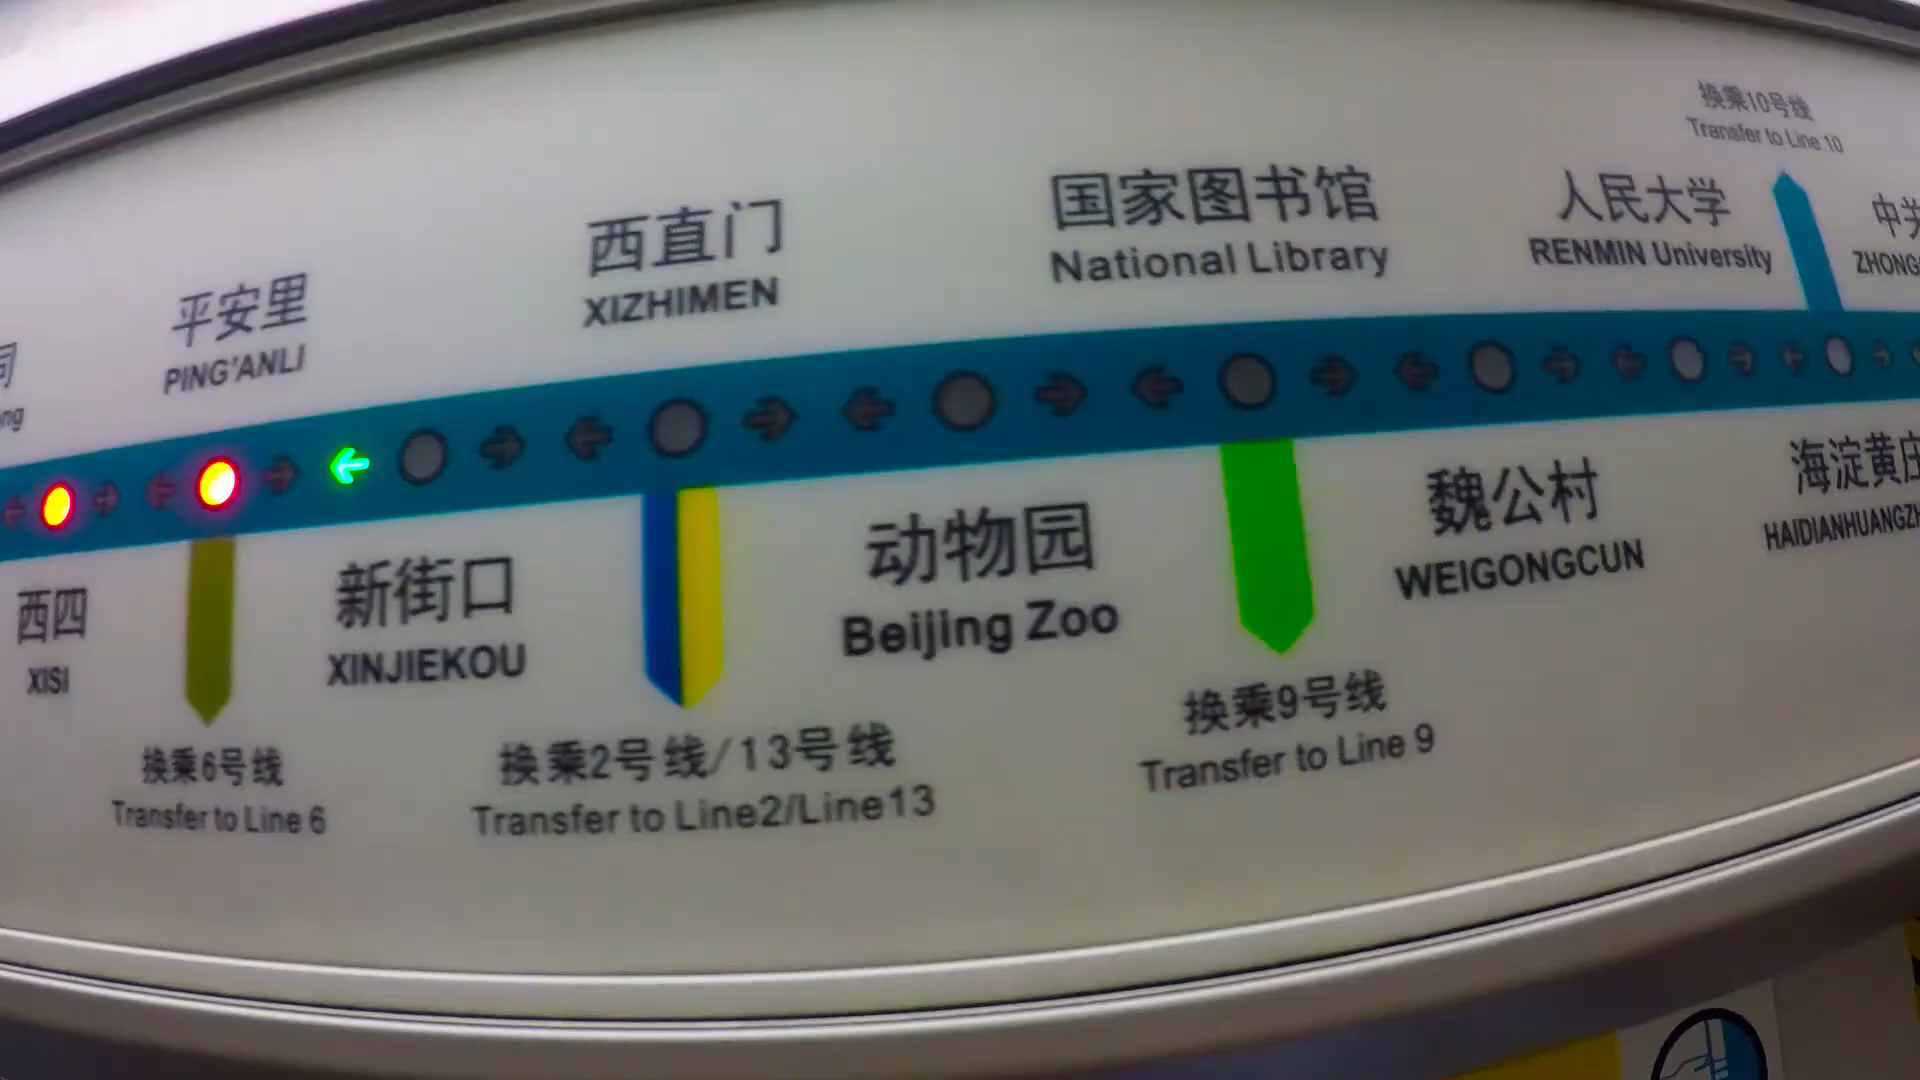 平安里
PING'ANLI
西直门
XIZHIMEN
国家图书馆
National Library
换乘10号线
Transfer to Line 10
人民大学
RENMIN University
西四
XISI
换乘6号线
Transfer to Line 6
新街口
XINJIEKOU
换乘2号线/13号线
Transfer to Line2/Line13
动物园
Beijing Zoo
换乘9号线
Transfer to Line 9
魏公村
WEIGONGCUN
海淀黄庄